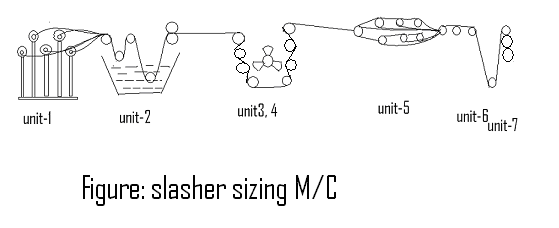 unit-1
unit-2
unit3, 4
unit-5
unit-6
unit-7
Figure: slasher sizing M/C